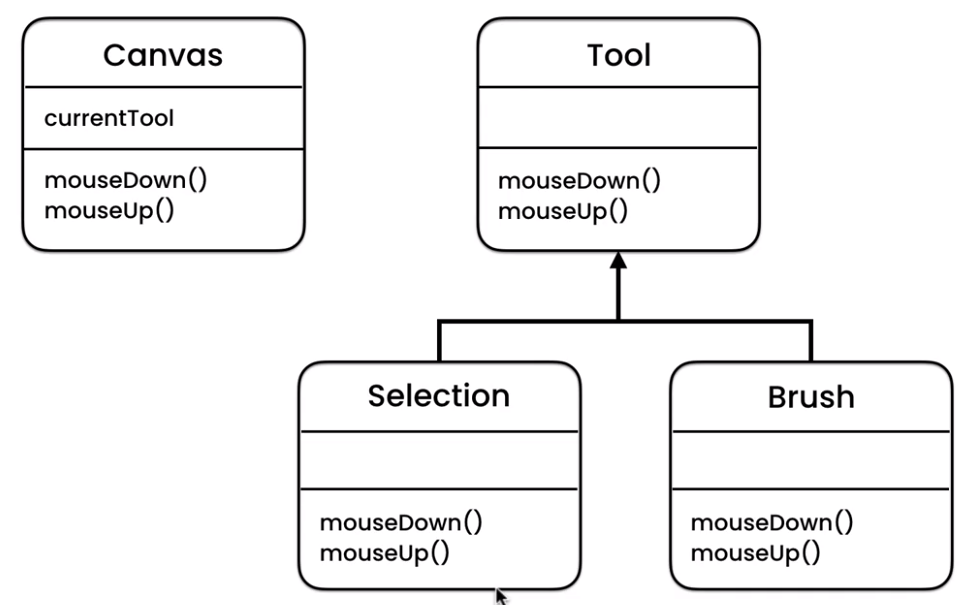 Canvas
currentTool
mouseDown()
mouseUp()
Tool
mouseDown()
mouseUp()
Selection
mouseDown()
mouseUp()
Brush
mouseDown()
mouseUp()